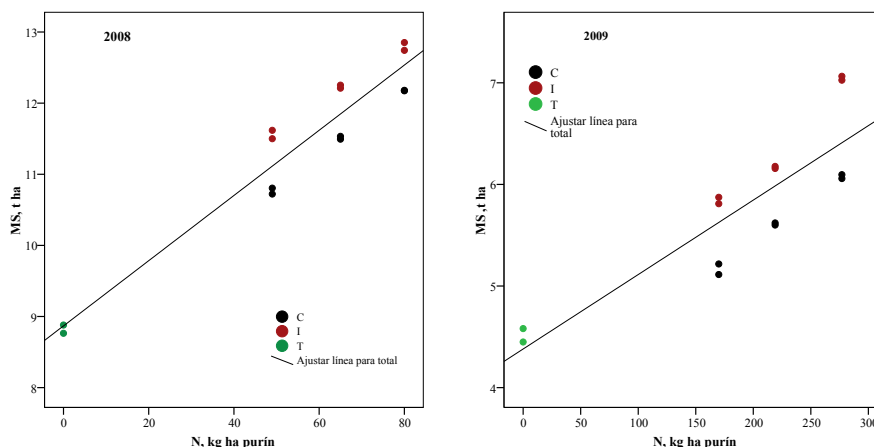 2008
13
12
11
10
9
8
MS, t ha
0
20
40
60
80
N, kg ha purín
C
I
T
Ajustar línea para total
2009
7
6
5
4
MS ,t ha
0
50
100
150
200
250
300
N, kg ha purín
C
I
T
Ajustar línea para
total